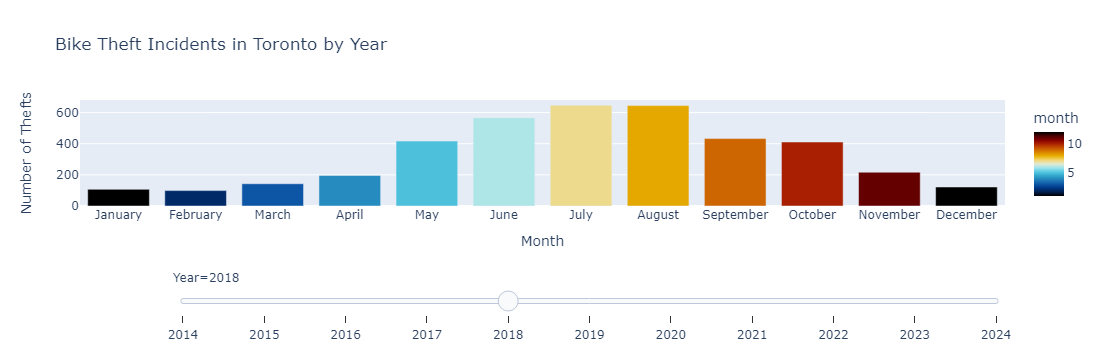 Bike Theft Incidents in Toronto by Year
Number of Thefts
600
400
200
0
January February March April May June July August September October November December
Month
month
10
5
Year=2018
2014 2015 2016 2017 2018 2019 2020 2021 2022 2023 2024